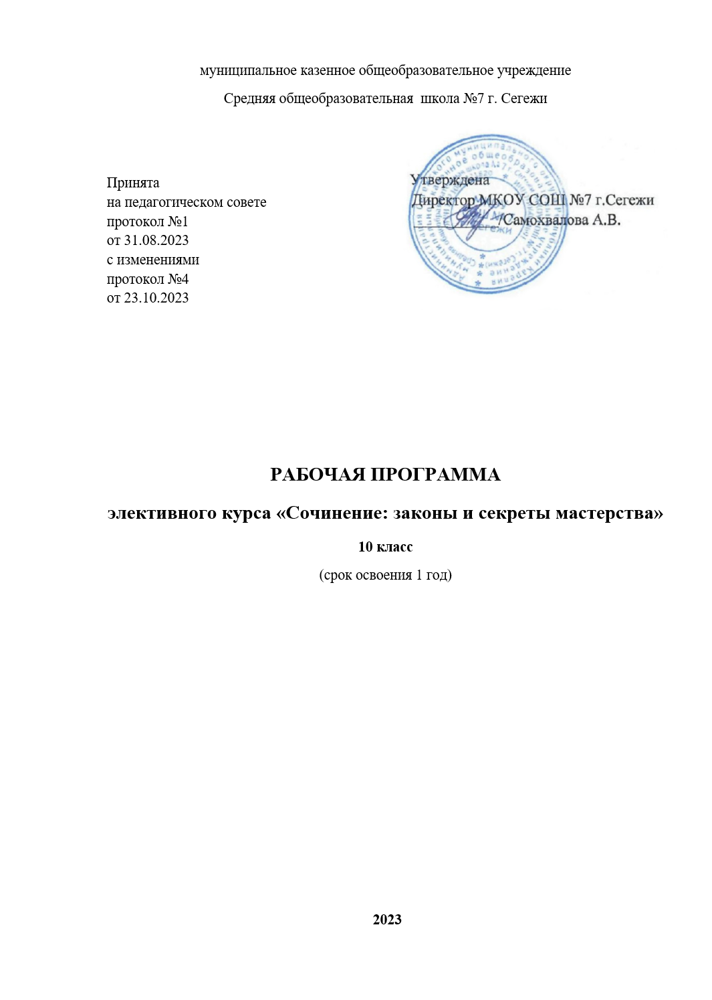 муниципальное казенное общеобразовательное учреждение
Средняя общеобразовательная школа №7 г. Сегежи
Принята
на педагогическом совете
протокол №1
от 31.08.2023
с изменениями
протокол №4
от 23.10.2023
Утверждена
Директор МКОУ СОШ №7 г.Сегежи
/Самохвалова А.В.
РАБОЧАЯ ПРОГРАММА
элективного курса «Сочинение: законы и секреты мастерства»
10 класс
(срок освоения 1 год)
2023